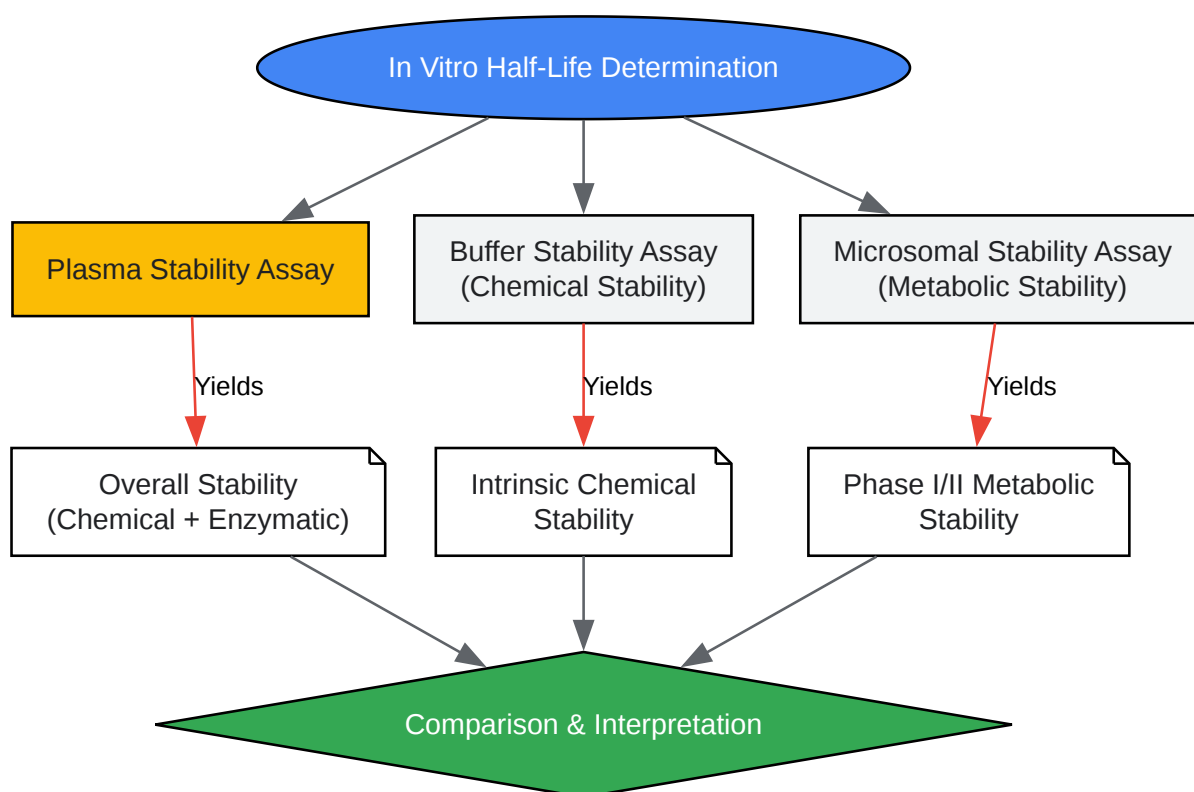 In Vitro Half-Life Determination
Plasma Stability Assay
Buffer Stability Assay
(Chemical Stability)
Microsomal Stability Assay
(Metabolic Stability)
Yields
Yields
Yields
Overall Stability
(Chemical + Enzymatic)
Intrinsic Chemical
Stability
Phase I/II Metabolic
Stability
Comparison & Interpretation